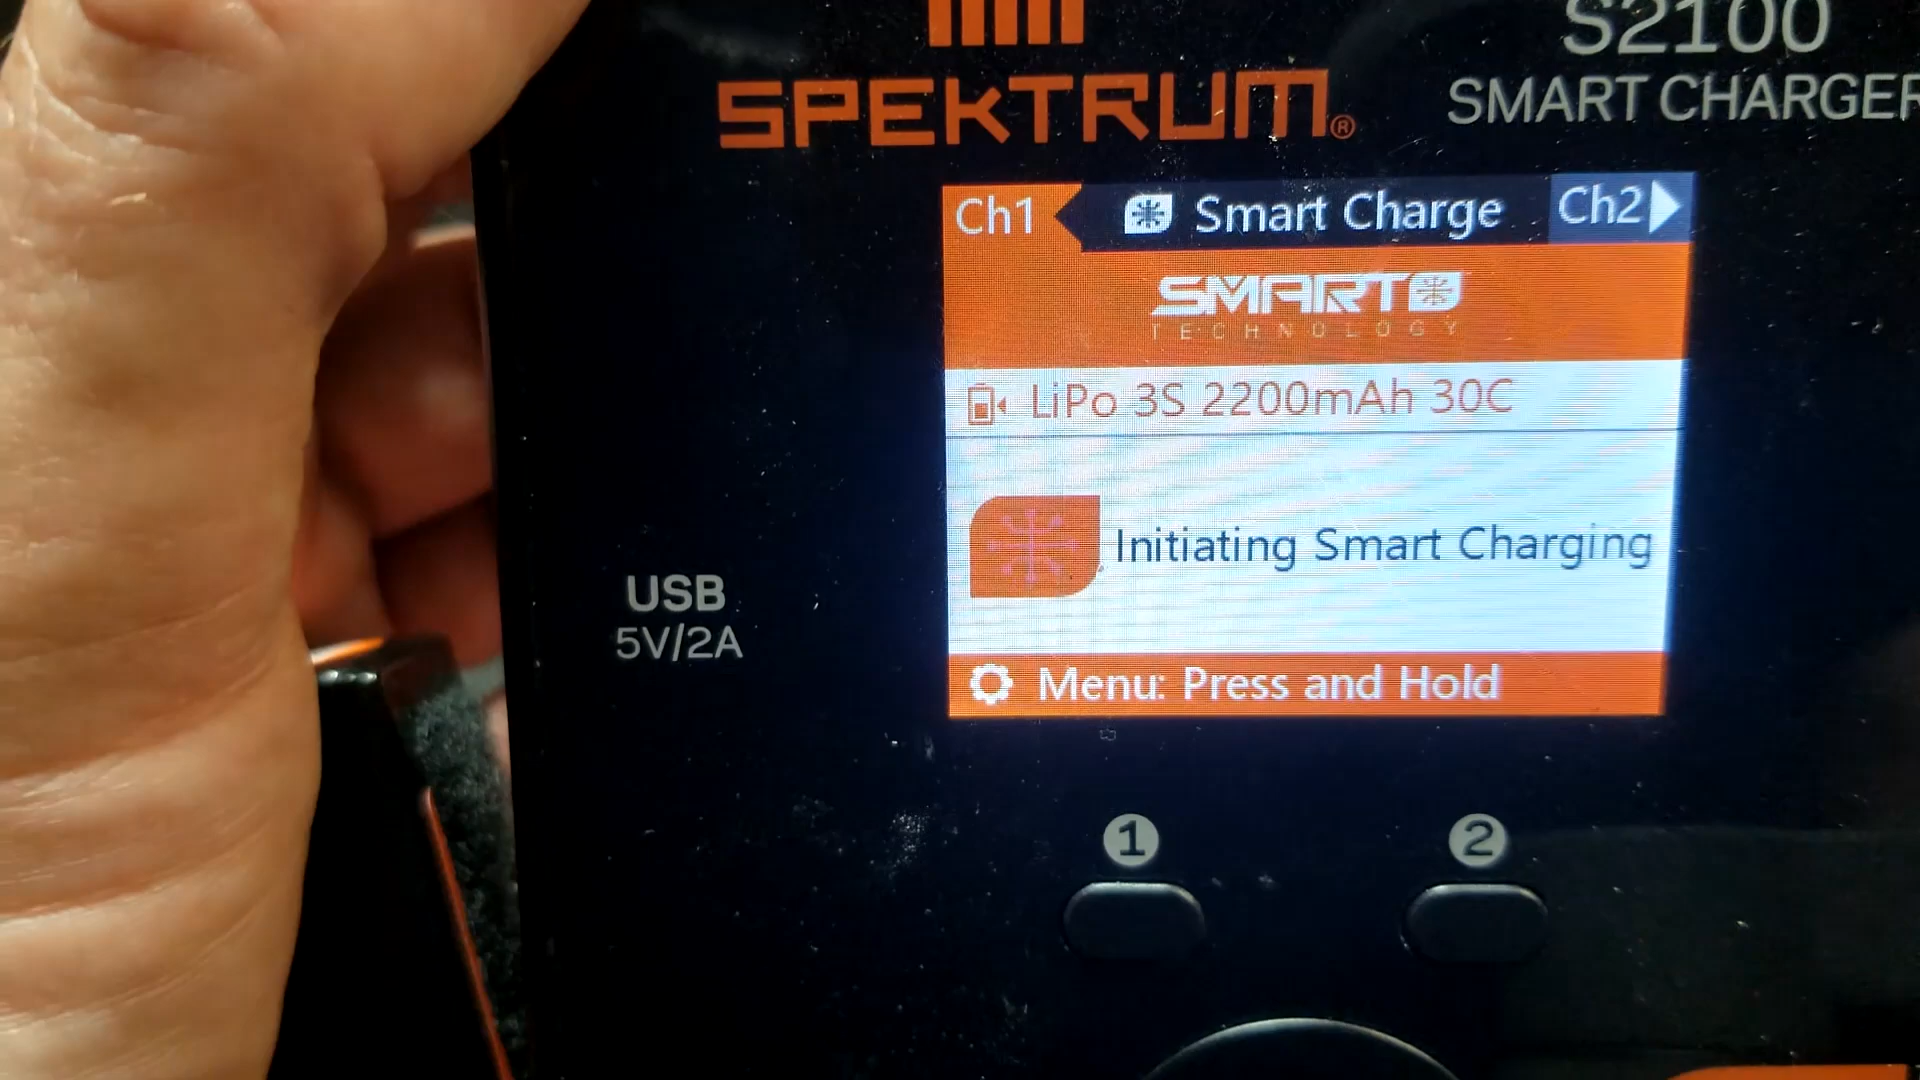 S2100
SPEKTRUM®
SMART CHARGER
Ch1
Smart Charge
Ch2
SMART
TECHNOLOGY
LiPo 3S 2200mAh 30C
Initiating Smart Charging
Menu: Press and Hold
USB
5V/2A
1
2